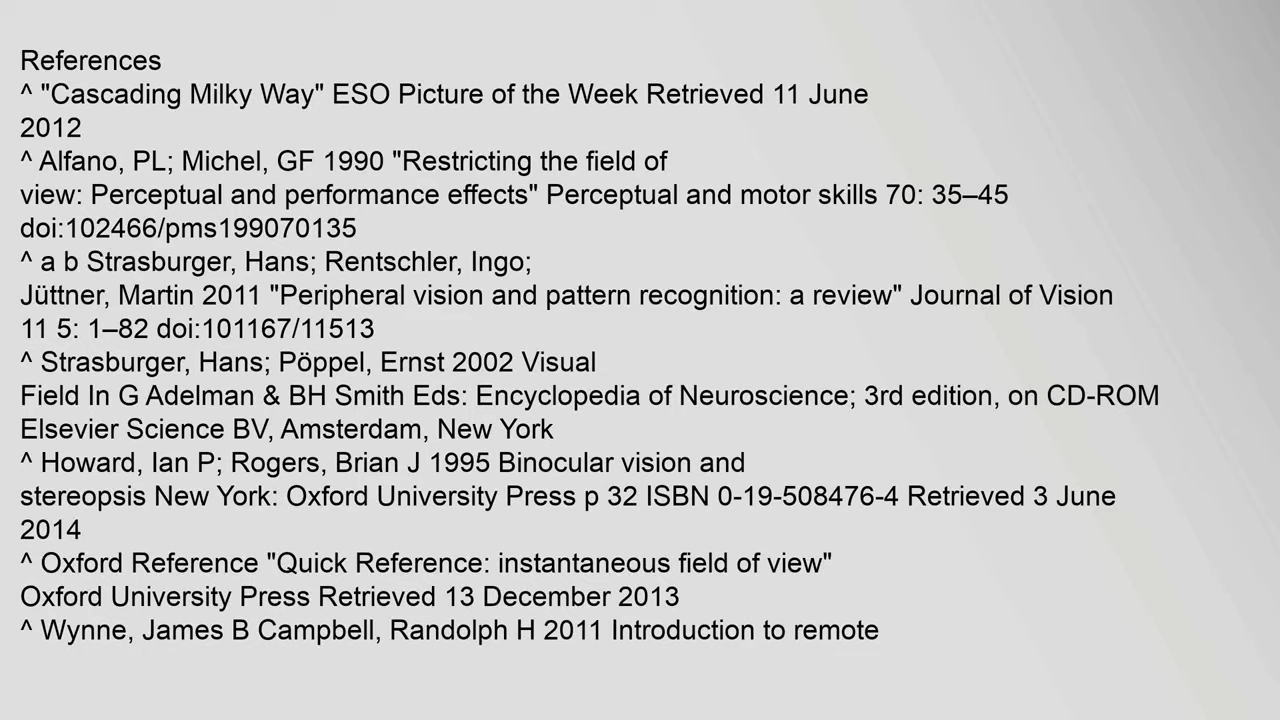 References
^ "Cascading Milky Way" ESO Picture of the Week Retrieved 11 June
2012
^ Alfano, PL; Michel, GF 1990 "Restricting the field of
view: Perceptual and performance effects" Perceptual and motor skills 70: 35–45
doi:102466/pms199070135
^ a b Strasburger, Hans; Rentschler, Ingo;
Jüttner, Martin 2011 "Peripheral vision and pattern recognition: a review" Journal of Vision
11 5: 1–82 doi:101167/11513
^ Strasburger, Hans; Pöppel, Ernst 2002 Visual
Field In G Adelman & BH Smith Eds: Encyclopedia of Neuroscience; 3rd edition, on CD-ROM
Elsevier Science BV, Amsterdam, New York
^ Howard, Ian P; Rogers, Brian J 1995 Binocular vision and
stereopsis New York: Oxford University Press p 32 ISBN 0-19-508476-4 Retrieved 3 June
2014
^ Oxford Reference "Quick Reference: instantaneous field of view"
Oxford University Press Retrieved 13 December 2013
^ Wynne, James B Campbell, Randolph H 2011 Introduction to remote